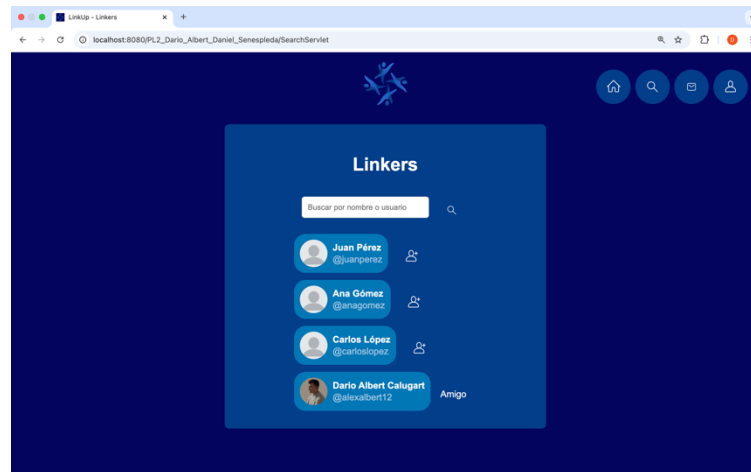 LinkUp - Linkers
localhost:8080/PL2_Dario_Albert_Daniel_Senespleda/SearchServlet
Linkers
Buscar por nombre o usuario
Juan Pérez
@juanperez
Ana Gómez
@anagomez
Carlos López
@carloslopez
Dario Albert Calugart
@alexalbert12
Amigo